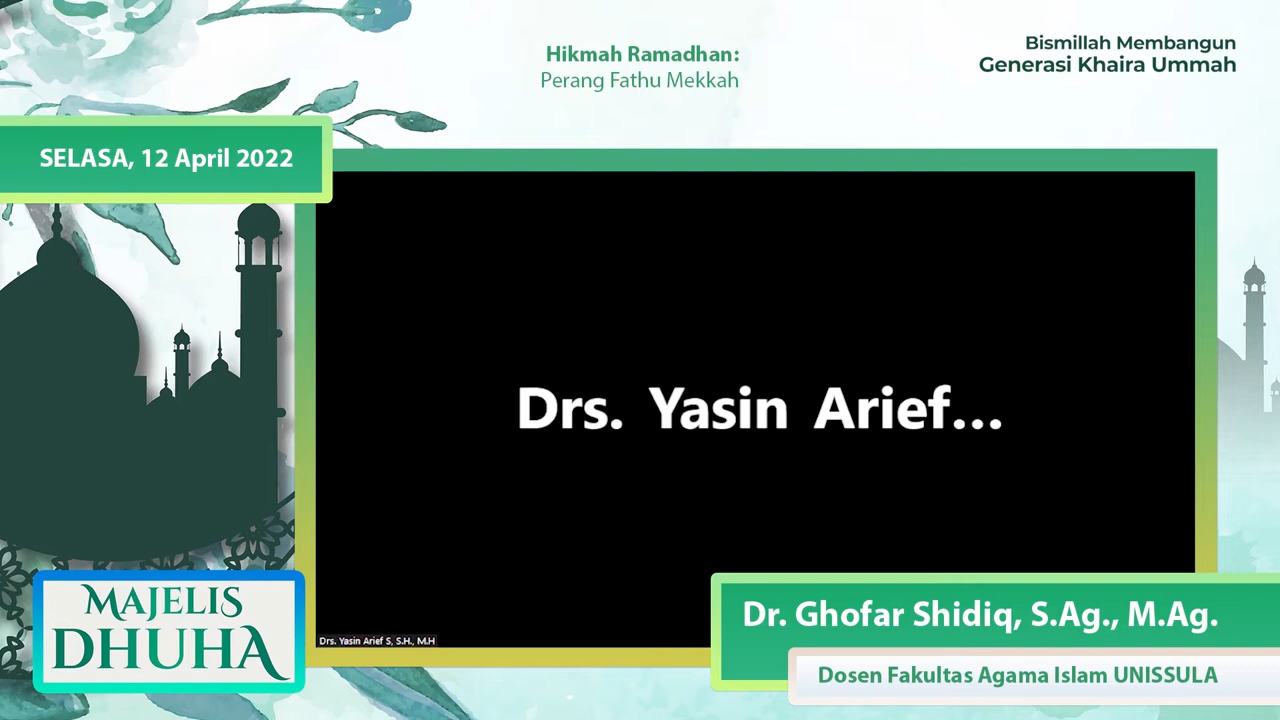 Hikmah Ramadhan:
Perang Fathu Mekkah
Bismillah Membangun
Generasi Khaira Ummah
SELASA, 12 April 2022
Drs. Yasin Arief...
Drs. Yasin Arief S, S.H., M.H
MAJELIS
DHUHA
Dr. Ghofar Shidiq, S.Ag., M.Ag.
Dosen Fakultas Agama Islam UNISSULA